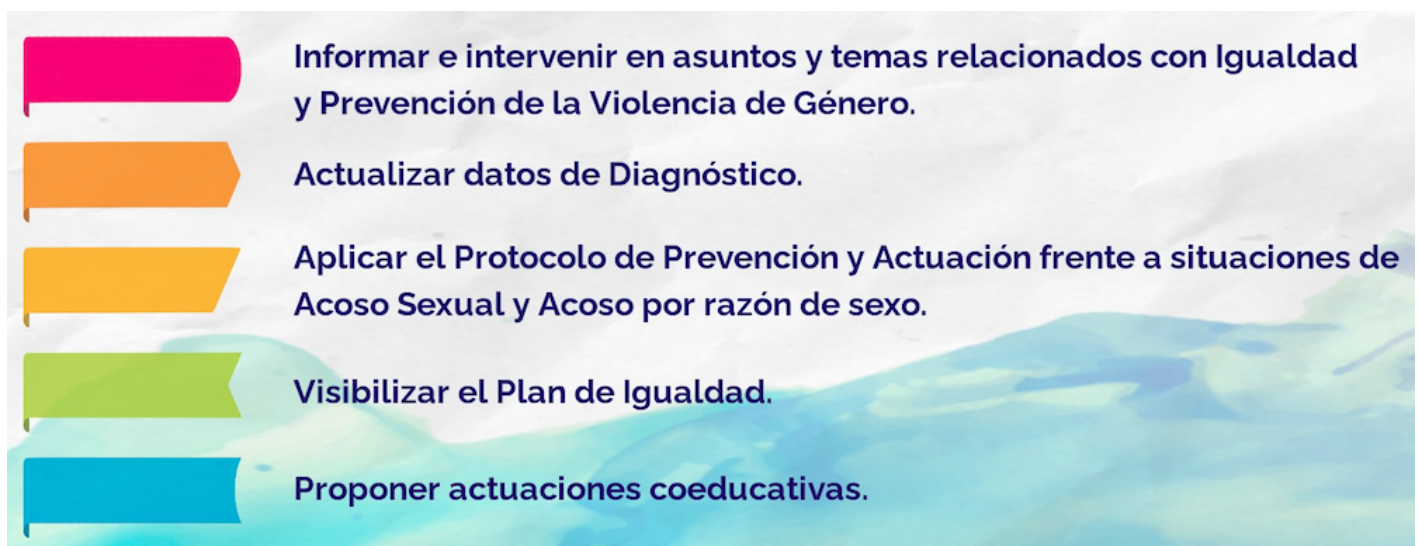 Informar e intervenir en asuntos y temas relacionados con Igualdad
y Prevención de la Violencia de Género.
Actualizar datos de Diagnóstico.
Aplicar el Protocolo de Prevención y Actuación frente a situaciones de
Acoso Sexual y Acoso por razón de sexo.
Visibilizar el Plan de Igualdad.
Proponer actuaciones coeducativas.